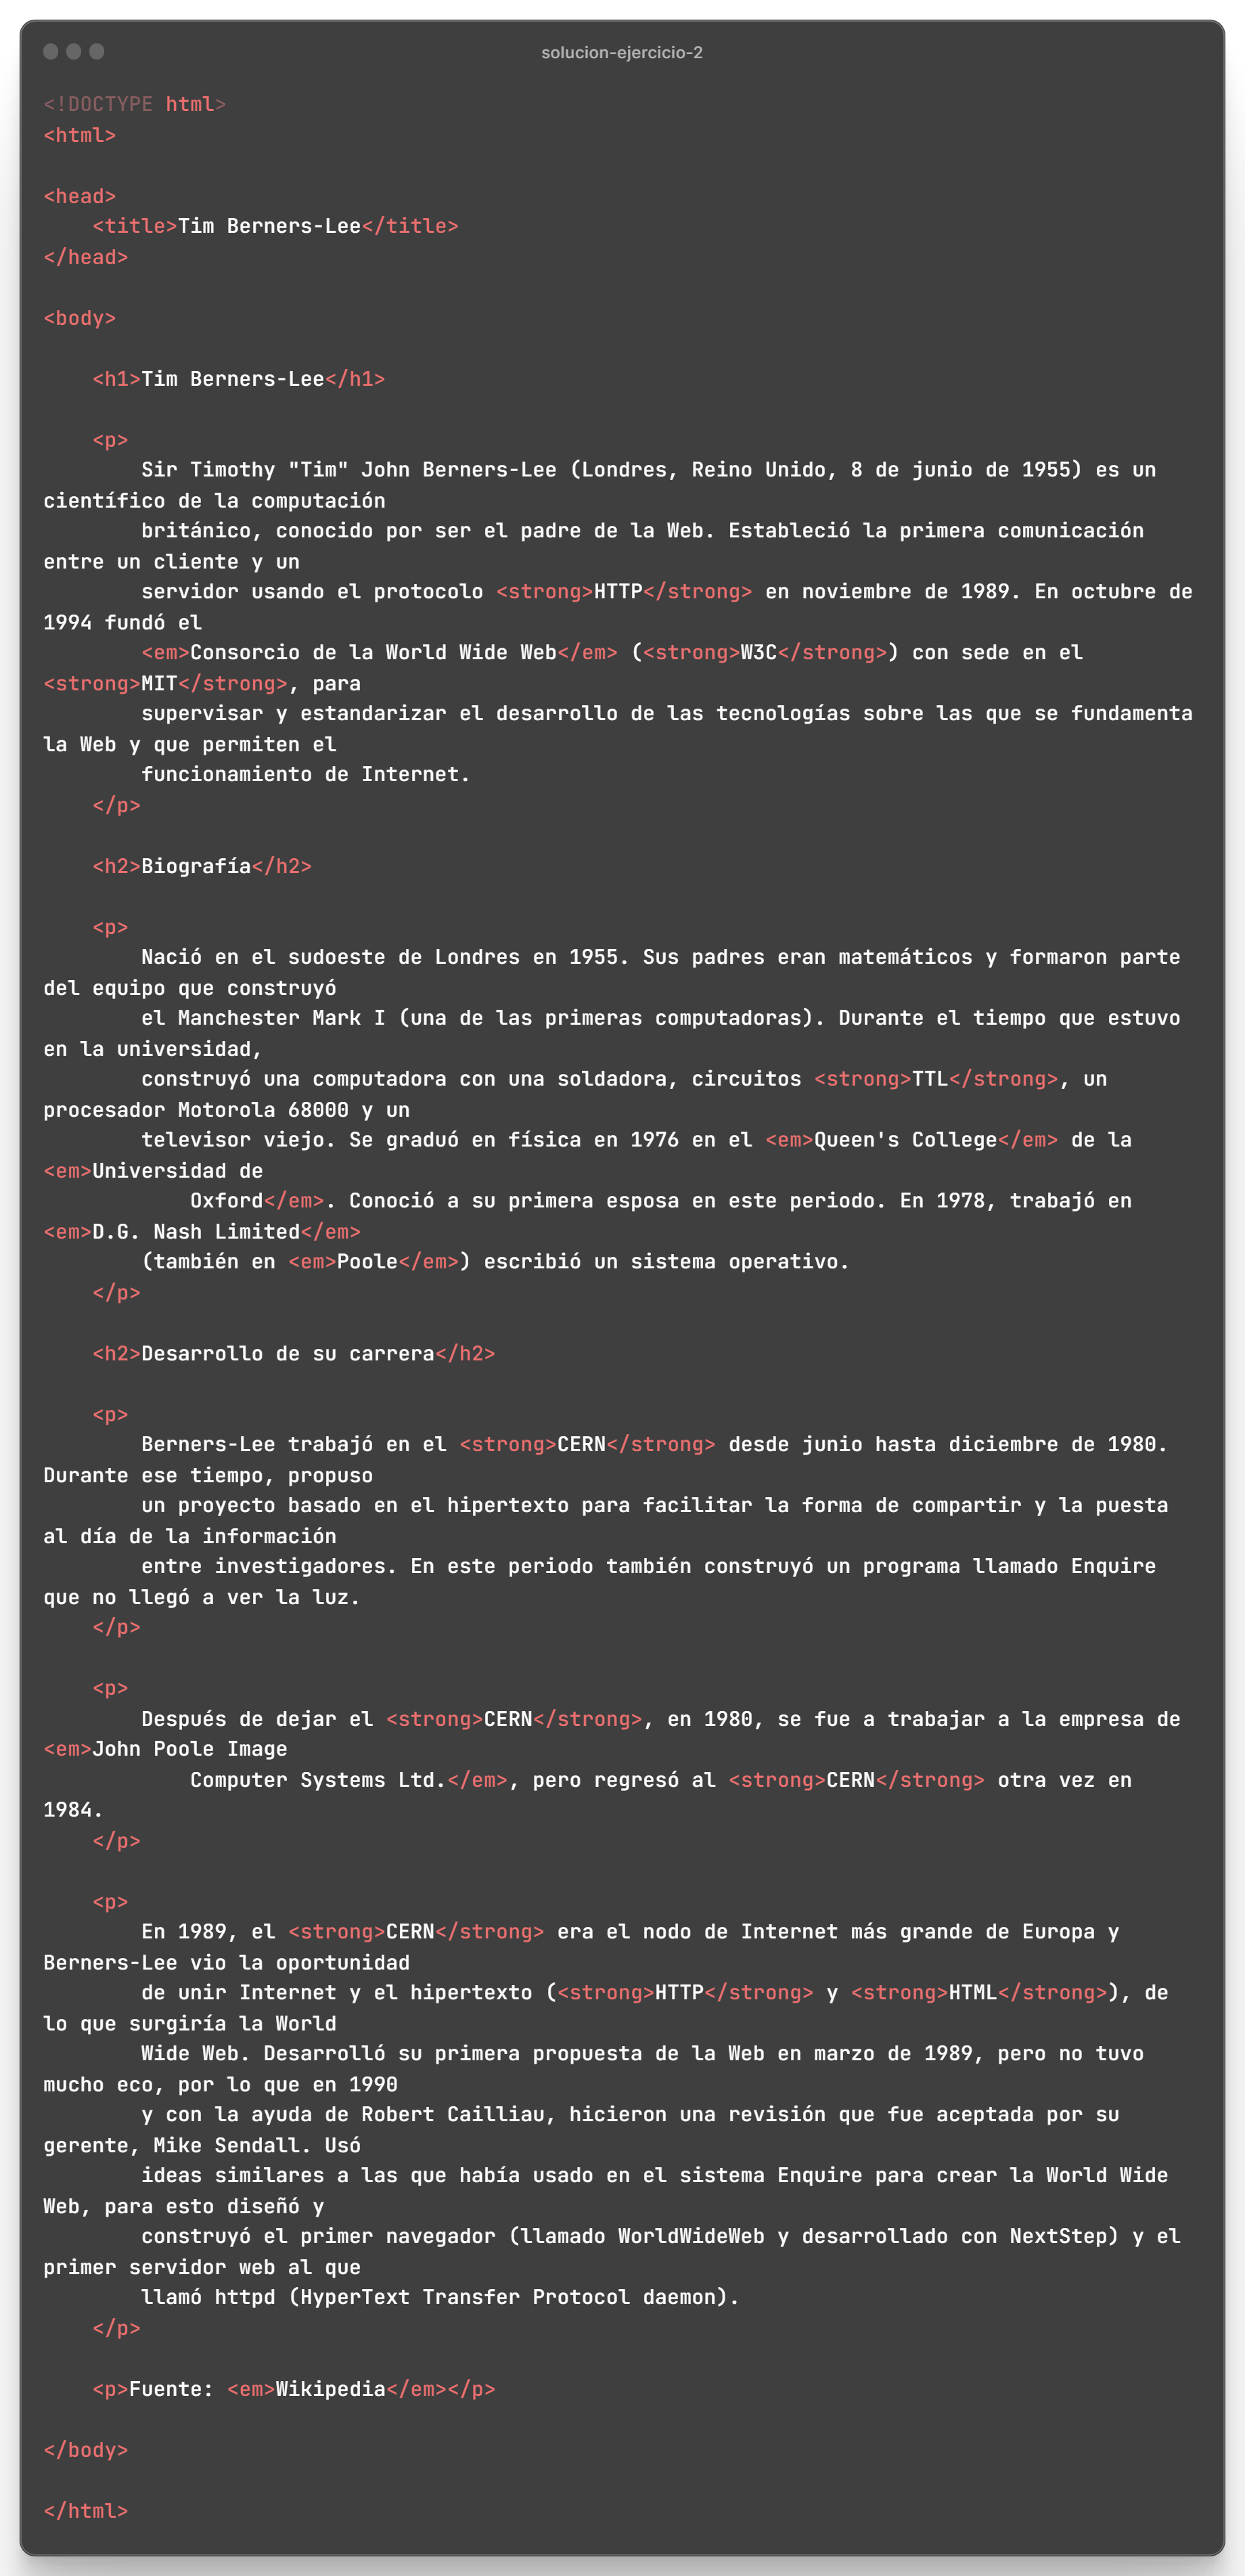 solucion-ejercicio-2
<!DOCTYPE html>
<html>

<head>
    <title>Tim Berners-Lee</title>
</head>

<body>

    <h1>Tim Berners-Lee</h1>

    <p>
        Sir Timothy "Tim" John Berners-Lee (Londres, Reino Unido, 8 de junio de 1955) es un
científico de la computación
        británico, conocido por ser el padre de la Web. Estableció la primera comunicación
entre un cliente y un
        servidor usando el protocolo <strong>HTTP</strong> en noviembre de 1989. En octubre de
1994 fundó el
        <em>Consorcio de la World Wide Web</em> (<strong>W3C</strong>) con sede en el
<strong>MIT</strong>, para
        supervisar y estandarizar el desarrollo de las tecnologías sobre las que se fundamenta
la Web y que permiten el
        funcionamiento de Internet.
    </p>

    <h2>Biografía</h2>

    <p>
        Nació en el sudoeste de Londres en 1955. Sus padres eran matemáticos y formaron parte
del equipo que construyó
        el Manchester Mark I (una de las primeras computadoras). Durante el tiempo que estuvo
en la universidad,
        construyó una computadora con una soldadora, circuitos <strong>TTL</strong>, un
procesador Motorola 68000 y un
        televisor viejo. Se graduó en física en 1976 en el <em>Queen's College</em> de la
<em>Universidad de
            Oxford</em>. Conoció a su primera esposa en este periodo. En 1978, trabajó en
<em>D.G. Nash Limited</em>
        (también en <em>Poole</em>) escribió un sistema operativo.
    </p>

    <h2>Desarrollo de su carrera</h2>

    <p>
        Berners-Lee trabajó en el <strong>CERN</strong> desde junio hasta diciembre de 1980.
Durante ese tiempo, propuso
        un proyecto basado en el hipertexto para facilitar la forma de compartir y la puesta
al día de la información
        entre investigadores. En este periodo también construyó un programa llamado Enquire
que no llegó a ver la luz.
    </p>

    <p>
        Después de dejar el <strong>CERN</strong>, en 1980, se fue a trabajar a la empresa de
<em>John Poole Image
            Computer Systems Ltd.</em>, pero regresó al <strong>CERN</strong> otra vez en
1984.
    </p>

    <p>
        En 1989, el <strong>CERN</strong> era el nodo de Internet más grande de Europa y
Berners-Lee vio la oportunidad
        de unir Internet y el hipertexto (<strong>HTTP</strong> y <strong>HTML</strong>), de
lo que surgiría la World
        Wide Web. Desarrolló su primera propuesta de la Web en marzo de 1989, pero no tuvo
mucho eco, por lo que en 1990
        y con la ayuda de Robert Cailliau, hicieron una revisión que fue aceptada por su
gerente, Mike Sendall. Usó
        ideas similares a las que había usado en el sistema Enquire para crear la World Wide
Web, para esto diseñó y
        construyó el primer navegador (llamado WorldWideWeb y desarrollado con NextStep) y el
primer servidor web al que
        llamó httpd (HyperText Transfer Protocol daemon).
    </p>

    <p>Fuente: <em>Wikipedia</em></p>

</body>

</html>